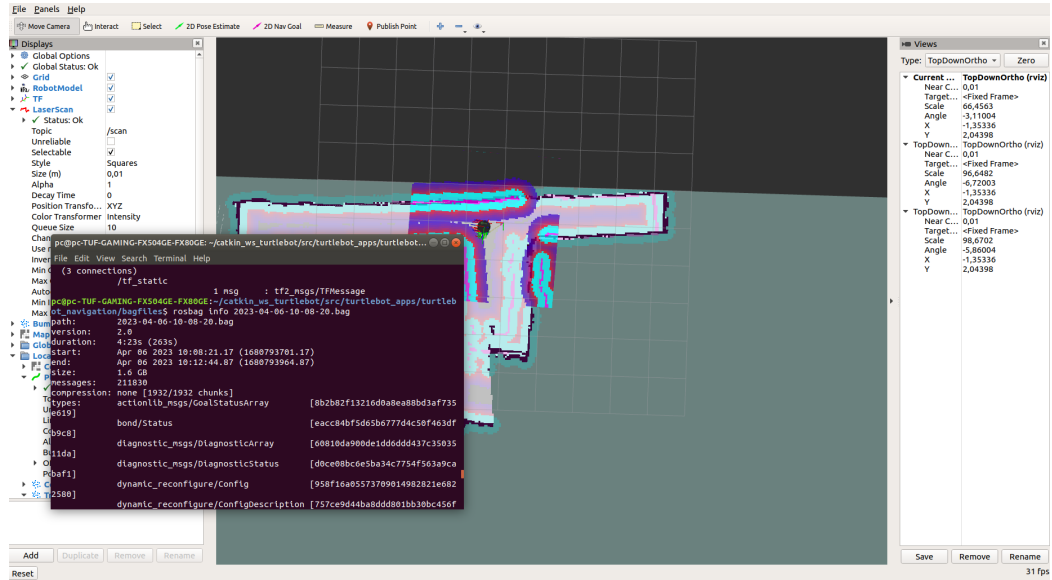 File Panels Help
Move Camera Interact Select 2D Pose Estimate 2D Nav Goal Measure Publish Point
Displays
Global Options
Global Status: Ok
Grid
RobotModel
TF
LaserScan
Status: Ok
Topic /scan
Unreliable
Selectable
Style Squares
Size (m) 0,01
Alpha 1
Decay Time 0
Position Transfo... XYZ
Color Transformer Intensity
Queue Size 10
pc@pc-TUF-GAMING-FX504GE-FX80GE: ~/catkin_ws_turtlebot/src/turtlebot_apps/turtlebot...
File Edit View Search Terminal Help
(3 connections)
/tf_static
1 msg : tf2_msgs/TFMessage
pc@pc-TUF-GAMING-FX504GE-FX80GE:~/catkin_ws_turtlebot/src/turtlebot_apps/turtleb
ot_navigation/bagfiles$ rosbag info 2023-04-06-10-08-20.bag
path: 2023-04-06-10-08-20.bag
version: 2.0
duration: 4:23s (263s)
start: Apr 06 2023 10:08:21.17 (1680793701.17)
end: Apr 06 2023 10:12:44.87 (1680793964.87)
size: 1.6 GB
messages: 211830
compression: none [1932/1932 chunks]
types: actionlib_msgs/GoalStatusArray [8b2b82f13216d0a8ea88bd3af735
e619]
bond/Status [eacc84bf5d65b6777d4c50f463df
b9c8]
diagnostic_msgs/DiagnosticArray [60810da900de1dd6ddd437c35035
11da]
diagnostic_msgs/DiagnosticStatus [d0ce08bc6e5ba34c7754f563a9ca
baf1]
dynamic_reconfigure/Config [958f16a05573709014982821e682
2580]
dynamic_reconfigure/ConfigDescription [757ce9d44ba8ddd801bb30bc456f
Add Duplicate Remove Rename
Reset
Views
Type: TopDownOrtho Zero
Current ... TopDownOrtho (rviz)
Near C... 0,01
Target... <Fixed Frame>
Scale 66,4563
Angle -3,11004
X -1,35336
Y 2,04398
TopDown... TopDownOrtho (rviz)
Near C... 0,01
Target... <Fixed Frame>
Scale 96,6482
Angle -6,72003
X -1,35336
Y 2,04398
TopDown... TopDownOrtho (rviz)
Near C... 0,01
Target... <Fixed Frame>
Scale 98,6702
Angle -5,86004
X -1,35336
Y 2,04398
Save Remove Rename
31 fps